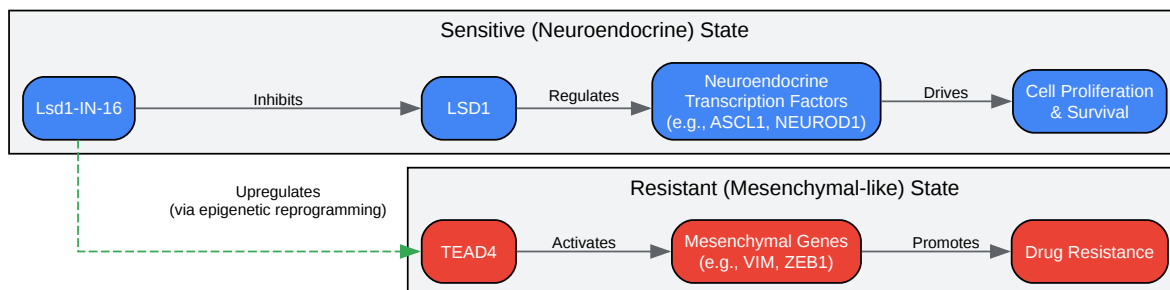 Sensitive (Neuroendocrine) State
Lsd1-IN-16
Inhibits
LSD1
Regulates
Neuroendocrine
Transcription Factors
(e.g., ASCL1, NEUROD1)
Drives
Cell Proliferation
& Survival
Upregulates
(via epigenetic reprogramming)
Resistant (Mesenchymal-like) State
TEAD4
Activates
Mesenchymal Genes
(e.g., VIM, ZEB1)
Promotes
Drug Resistance